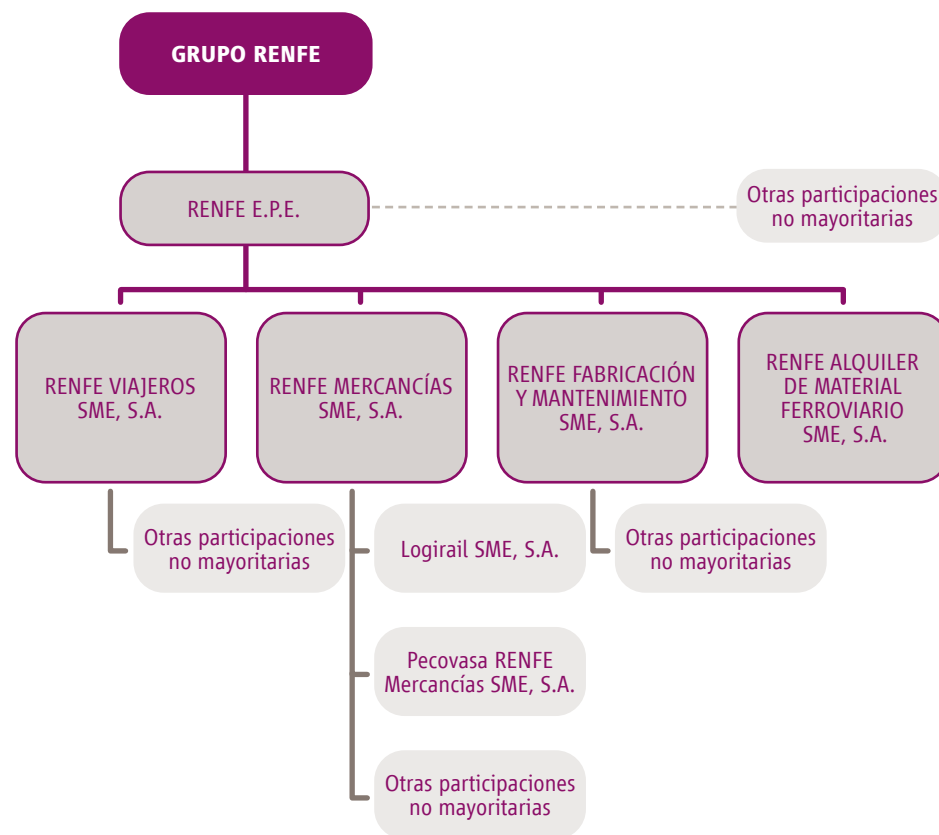 GRUPO RENFE
RENFE E.P.E.
Otras participaciones
no mayoritarias
RENFE VIAJEROS
SME, S.A.
RENFE MERCANCÍAS
SME, S.A.
RENFE FABRICACIÓN
Y MANTENIMIENTO
SME, S.A.
RENFE ALQUILER
DE MATERIAL
FERROVIARIO
SME, S.A.
Otras participaciones
no mayoritarias
Logirail SME, S.A.
Otras participaciones
no mayoritarias
Pecovasa RENFE
Mercancías SME, S.A.
Otras participaciones
no mayoritarias